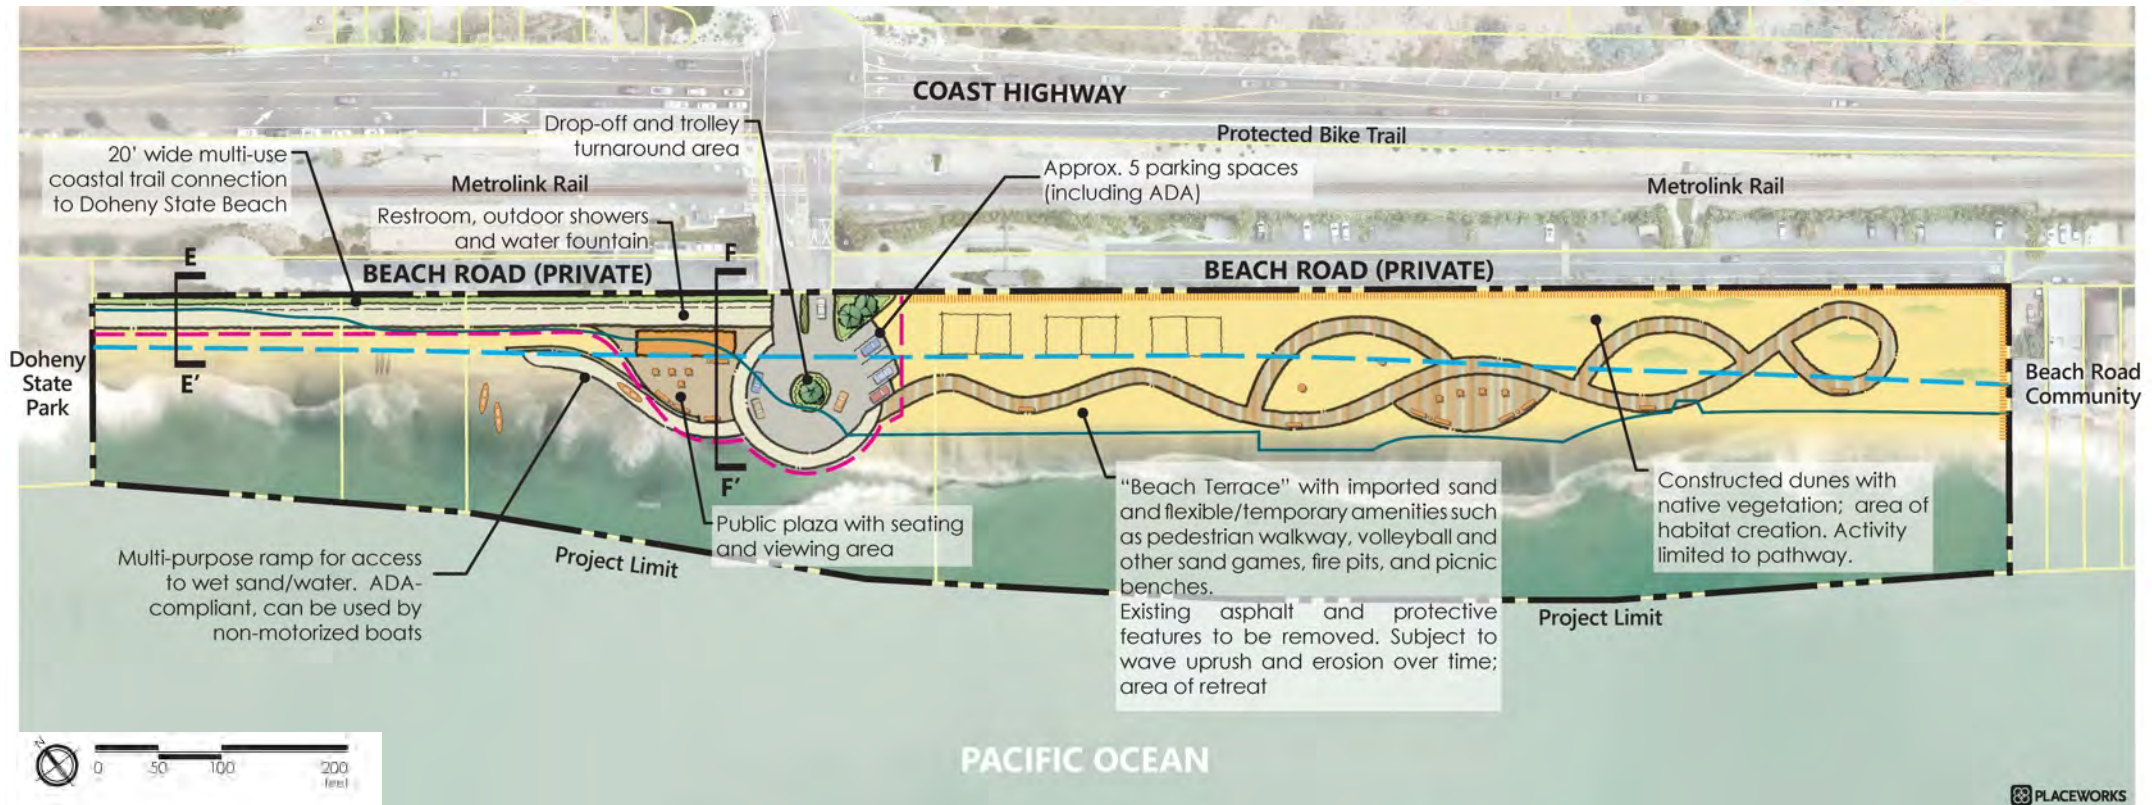 COAST HIGHWAY
Drop-off and trolley
turnaround area
Protected Bike Trail
20' wide multi-use
coastal trail connection
to Doheny State Beach
Metrolink Rail
Approx. 5 parking spaces
(including ADA)
Metrolink Rail
Restroom, outdoor showers
and water fountain
E
F
BEACH ROAD (PRIVATE)
BEACH ROAD (PRIVATE)
Doheny
State
Park
E'
Beach Road
Community
F'
"Beach Terrace" with imported sand
and flexible/temporary amenities such
as pedestrian walkway, volleyball and
other sand games, fire pits, and picnic
benches.
Existing asphalt and protective
features to be removed. Subject to
wave uprush and erosion over time;
area of retreat
Constructed dunes with
native vegetation; area of
habitat creation. Activity
limited to pathway.
Public plaza with seating
and viewing area
Multi-purpose ramp for access
to wet sand/water. ADA-
compliant, can be used by
non-motorized boats
Project Limit
Project Limit
PACIFIC OCEAN
N
0 50 100 200
(feet)
PLACEWORKS